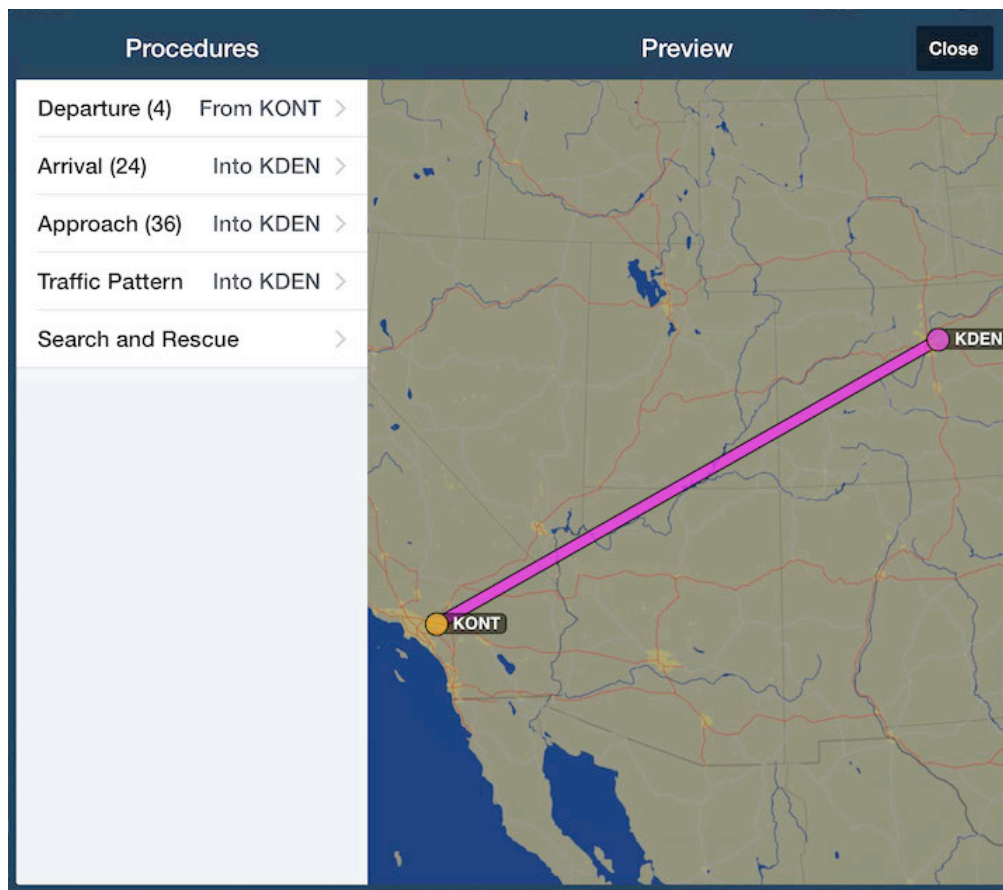 Procedures
Preview
Close
Departure (4) From KONT
Arrival (24) Into KDEN
Approach (36) Into KDEN
Traffic Pattern Into KDEN
Search and Rescue
KDEN
KONT